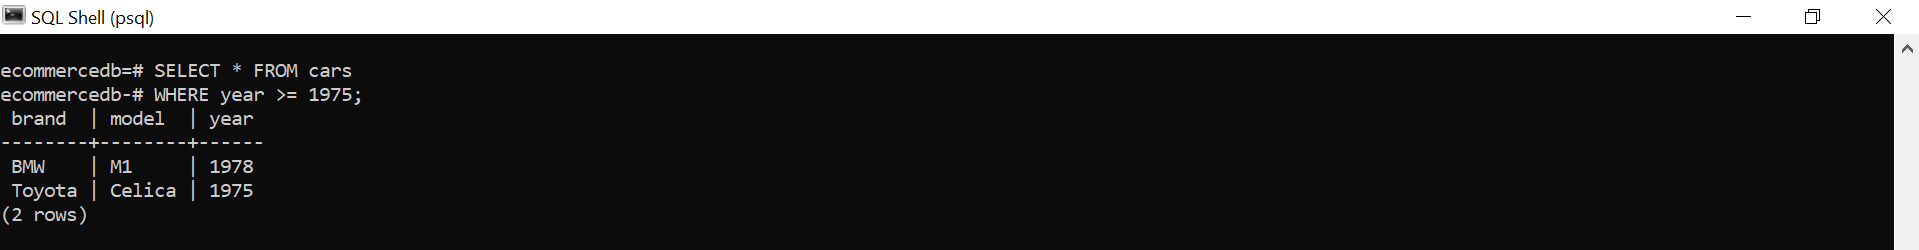 SQL Shell (psql)
ecommercedb=# SELECT * FROM cars
ecommercedb-# WHERE year >= 1975;
 brand  | model  | year
--------+--------+------
 BMW    | M1     | 1978
 Toyota | Celica | 1975
(2 rows)